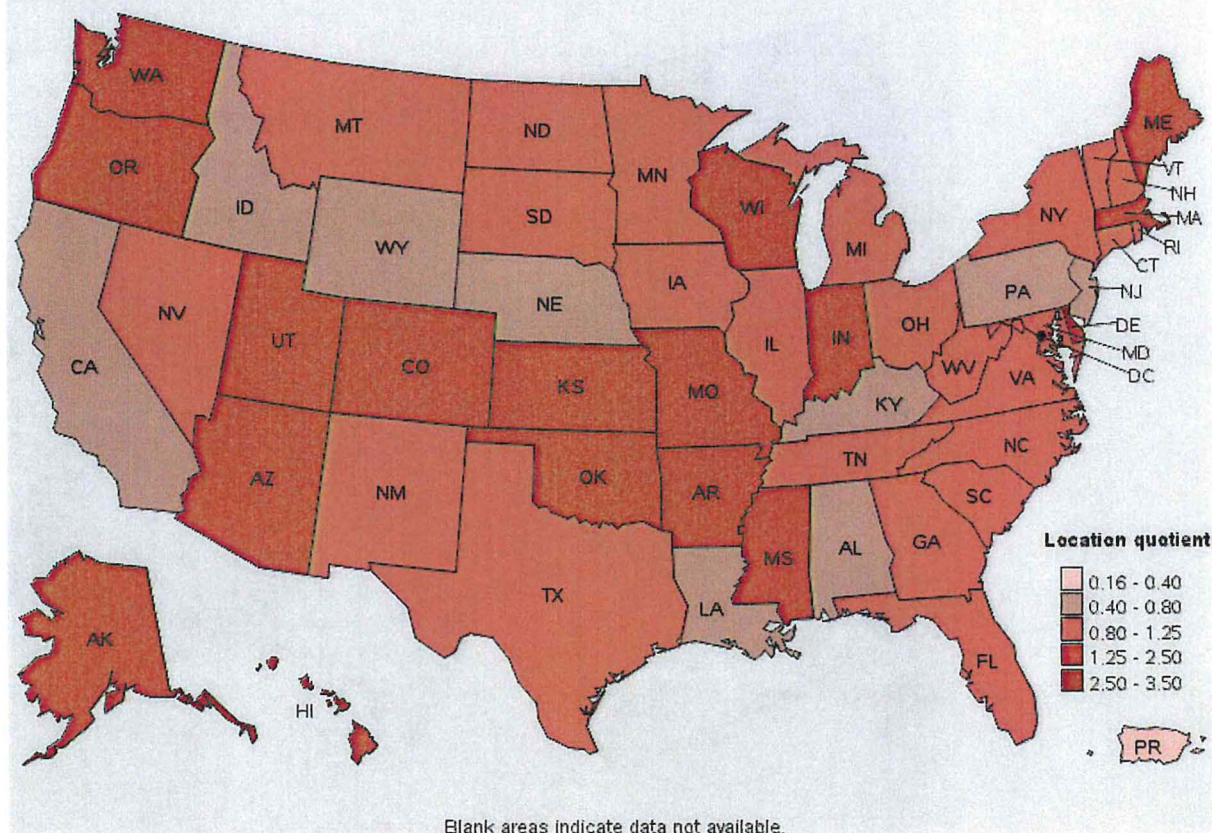 WA
ME
MT
ND
VT
OR
MN
NH
ID
WI
SD
NY
MA
WY
MI
RI
CT
IA
PA
NE
NJ
NV
OH
UT
IL
IN
DE
CO
MD
CA
WV
KS
VA
DC
MO
KY
NC
TN
AZ
OK
NM
AR
SC
MS
AL
GA
Location quotient
TX
LA
0.16 - 0.40
0.40 - 0.80
0.80 - 1.25
1.25 - 2.50
2.50 - 3.50
AK
FL
HI
PR
Blank areas indicate data not available.